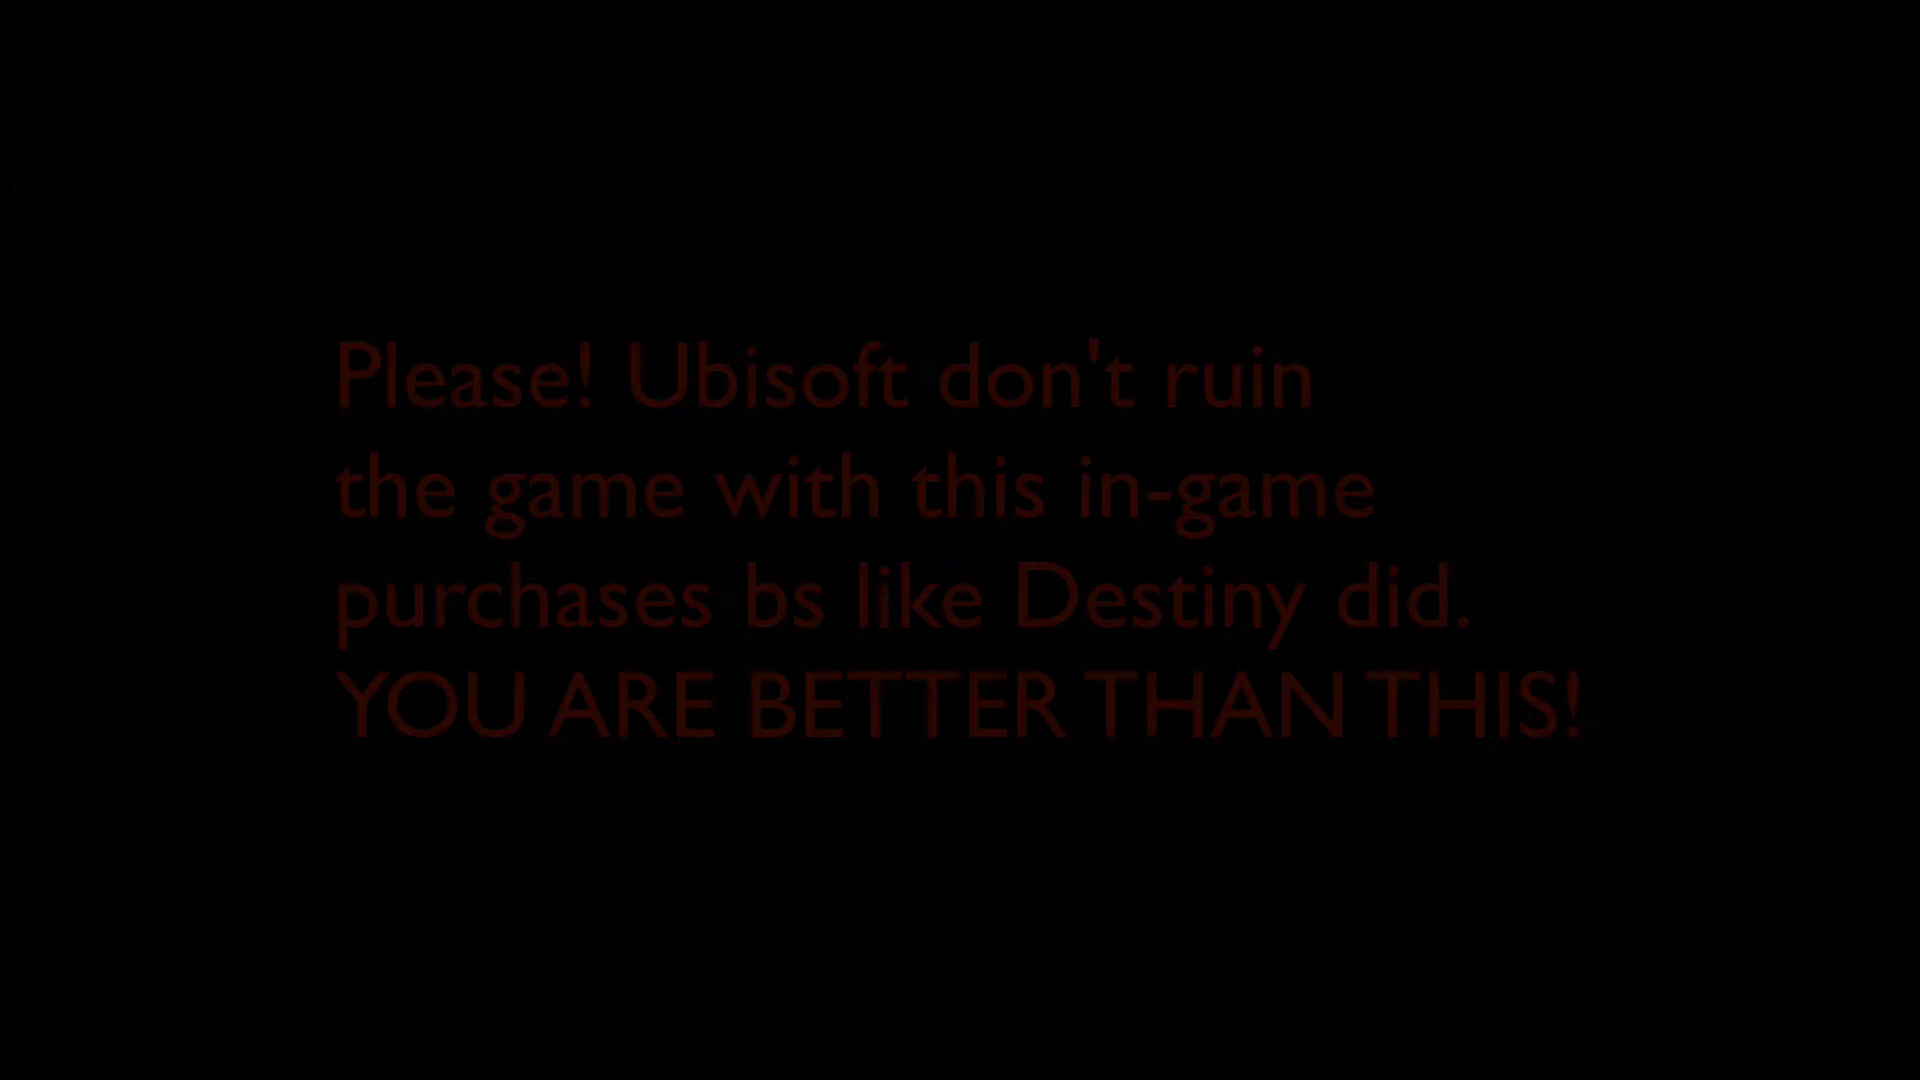 Please! Ubisoft don't ruin
the game with this in-game
purchases bs like Destiny did.
YOU ARE BETTER THAN THIS!